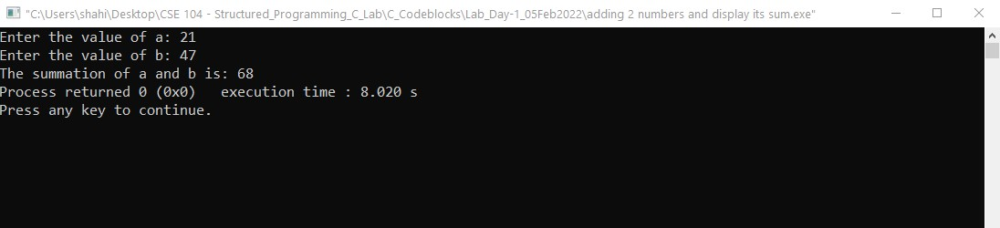 "C:\Users\shahi\Desktop\CSE 104 - Structured_Programming_C_Lab\C_Codeblocks\Lab_Day-1_05Feb2022\adding 2 numbers and display its sum.exe"
Enter the value of a: 21
Enter the value of b: 47
The summation of a and b is: 68
Process returned 0 (0x0)   execution time : 8.020 s
Press any key to continue.